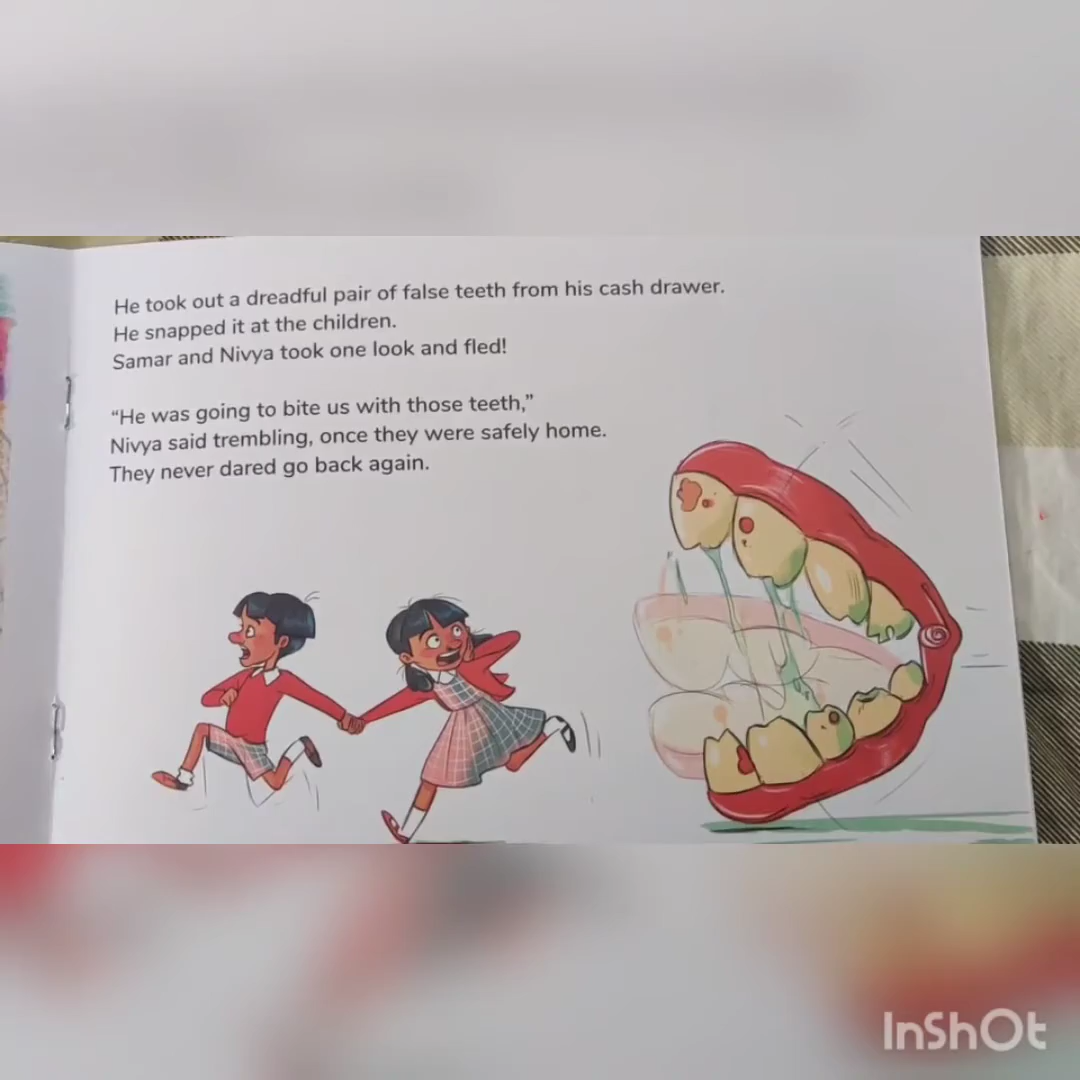 He took out a dreadful pair of false teeth from his cash drawer.
He snapped it at the children.
Samar and Nivya took one look and fled!
“He was going to bite us with those teeth,”
Nivya said trembling, once they were safely home.
They never dared go back again.
InShOt